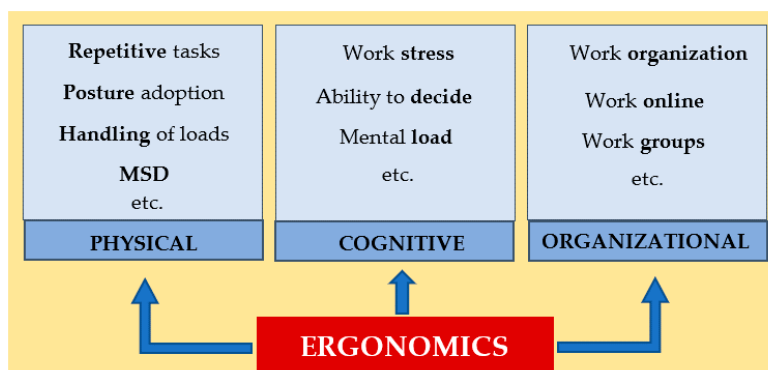 Repetitive tasks
Posture adoption
Handling of loads
MSD
etc.
PHYSICAL
Work stress
Ability to decide
Mental load
etc.
COGNITIVE
Work organization
Work online
Work groups
etc.
ORGANIZATIONAL
ERGONOMICS